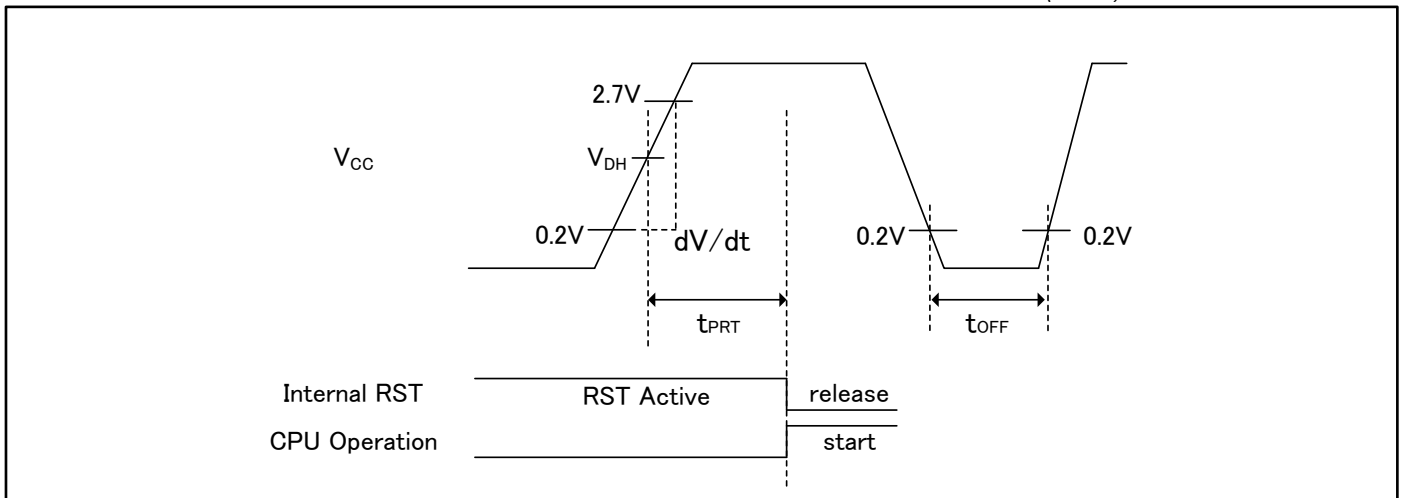 2.7V
VCC
VDH
0.2V
dV/dt
0.2V
0.2V
tPRT
tOFF
Internal RST
RST Active
release
CPU Operation
start